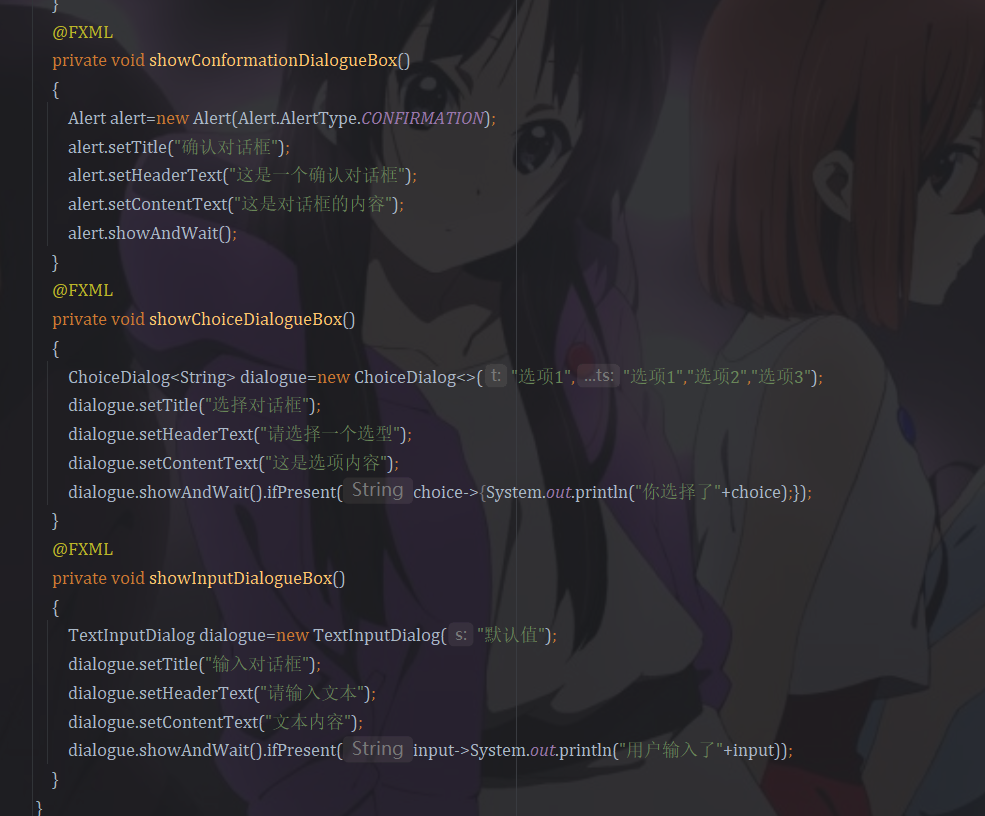 }
@FXML
private void showConformationDialogueBox()
{
Alert alert=new Alert(Alert.AlertType.CONFIRMATION);
alert.setTitle("确认对话框");
alert.setHeaderText("这是一个确认对话框");
alert.setContentText("这是对话框的内容");
alert.showAndWait();
}
@FXML
private void showChoiceDialogueBox()
{
ChoiceDialog<String> dialogue=new ChoiceDialog<>( t: "选项1", ...ts: "选项1","选项2","选项3");
dialogue.setTitle("选择对话框");
dialogue.setHeaderText("请选择一个选型");
dialogue.setContentText("这是选项内容");
dialogue.showAndWait().ifPresent( String choice->{System.out.println("你选择了"+choice);});
}
@FXML
private void showInputDialogueBox()
{
TextInputDialog dialogue=new TextInputDialog( s: "默认值");
dialogue.setTitle("输入对话框");
dialogue.setHeaderText("请输入文本");
dialogue.setContentText("文本内容");
dialogue.showAndWait().ifPresent( String input->System.out.println("用户输入了"+input));
}
}